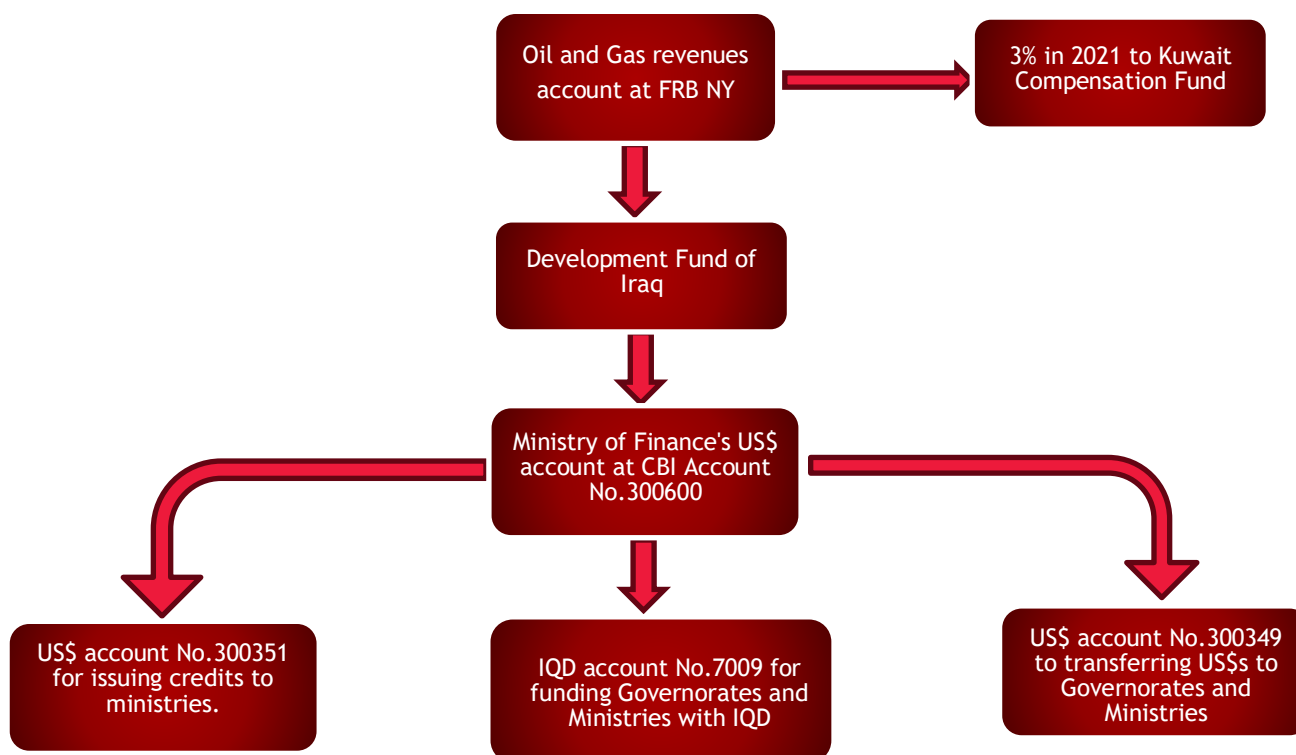 Oil and Gas revenues
account at FRB NY
3% in 2021 to Kuwait
Compensation Fund
Development Fund of
Iraq
Ministry of Finance's US$
account at CBI Account
No.300600
US$ account No.300351
for issuing credits to
ministries.
IQD account No.7009 for
funding Governorates and
Ministries with IQD
US$ account No.300349
to transferring US$s to
Governorates and
Ministries